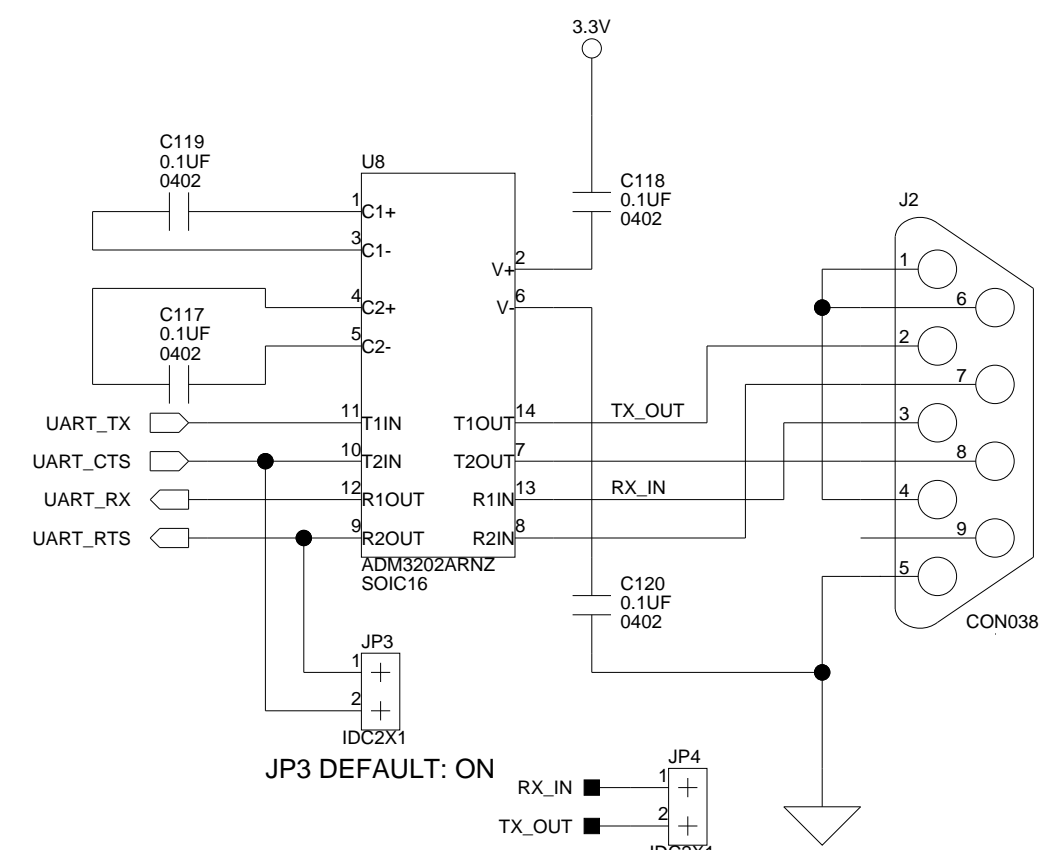 3.3V
C119
0.1UF
0402
U8
C118
0.1UF
0402
J2
1
C1+
3
C1-
V+
2
1
4
C2+
V-
6
6
C117
0.1UF
0402
5
C2-
2
7
UART_TX
11
T1IN
T1OUT
14
TX_OUT
3
UART_CTS
10
T2IN
T2OUT
7
8
UART_RX
12
R1OUT
R1IN
13
RX_IN
4
UART_RTS
9
R2OUT
R2IN
8
9
ADM3202ARNZ
SOIC16
5
C120
0.1UF
0402
CON038
JP3
1
2
IDC2X1
JP3 DEFAULT: ON
JP4
RX_IN
1
TX_OUT
2
IDC2X1